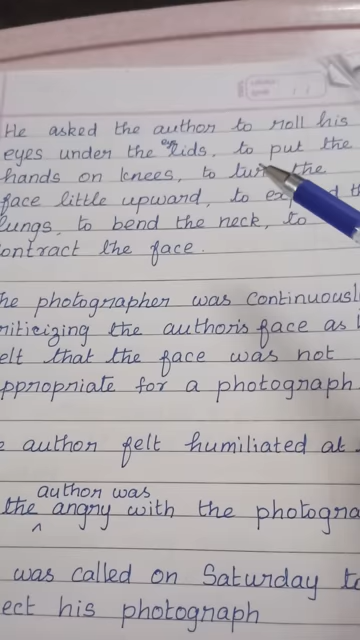 He asked the author to roll his
eyes under the eye lids, to put the
hands on knees, to turn the
face little upward, to
lungs, to bend the neck, to
ontract the face.
he photographer was continuousl
riticizing the author's face as
elt that the face was not
ppropriate for a photograph
author felt humiliated at
author was
the ^ angry with the photogra
was called on Saturday to
ect his photograph